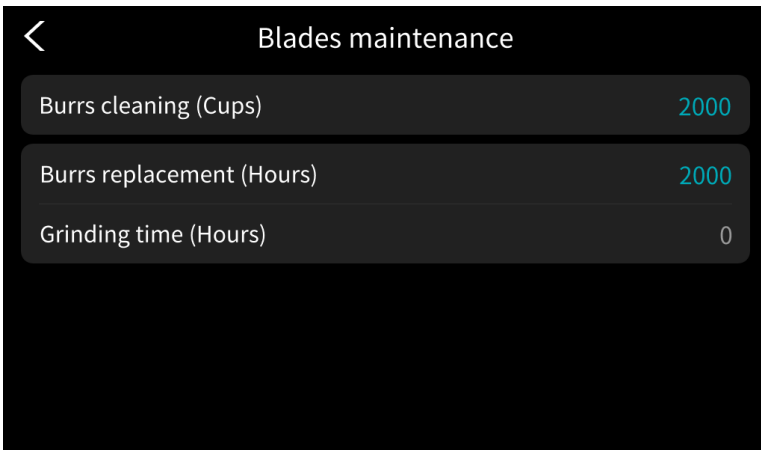 Blades maintenance
Burrs cleaning (Cups) 2000
Burrs replacement (Hours) 2000
Grinding time (Hours) 0